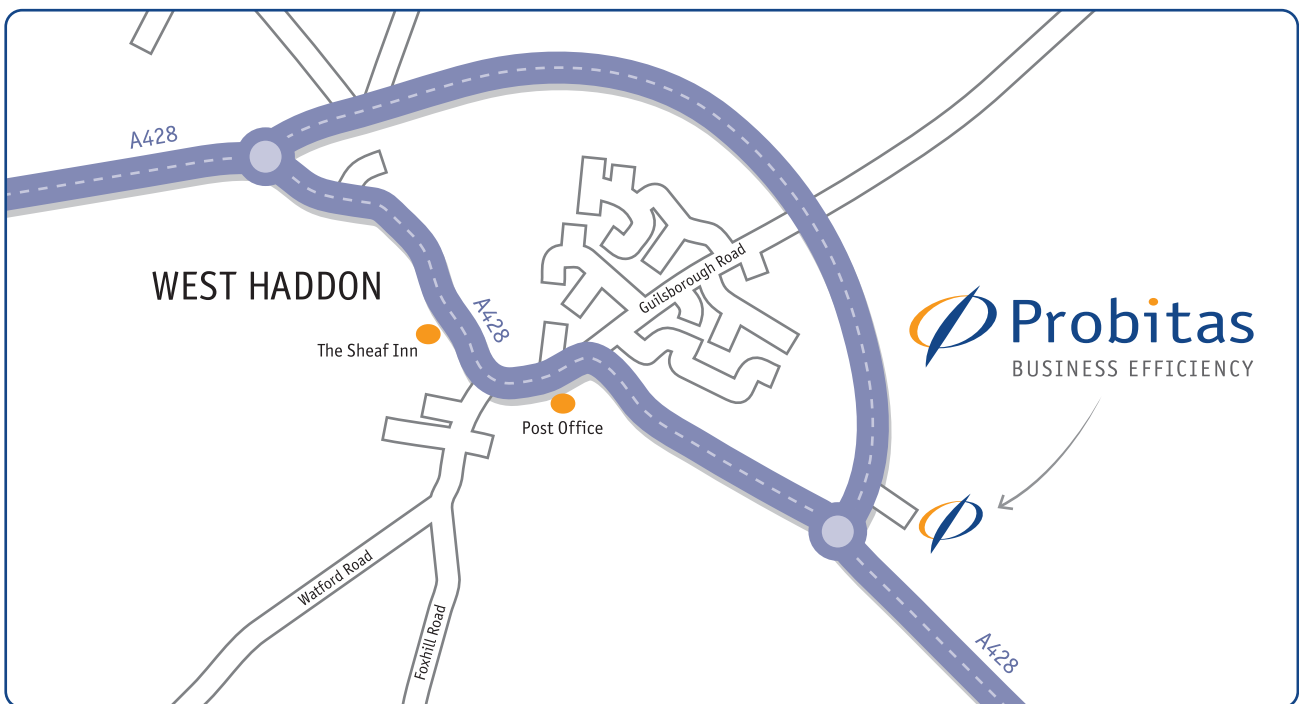 A428
WEST HADDON
A428
The Sheaf Inn
Post Office
Guilsborough Road
Probitas
BUSINESS EFFICIENCY
Watford Road
Foxhill Road
A428